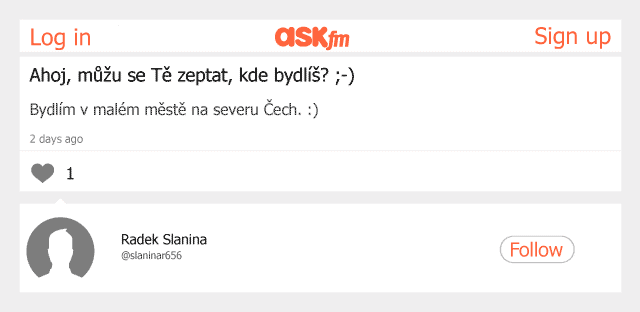 Log in
ASKfm
Sign up
Ahoj, můžu se Tě zeptat, kde bydlíš? ;-)
Bydlím v malém městě na severu Čech. :)
2 days ago
1
Radek Slanina
@slaninar656
Follow